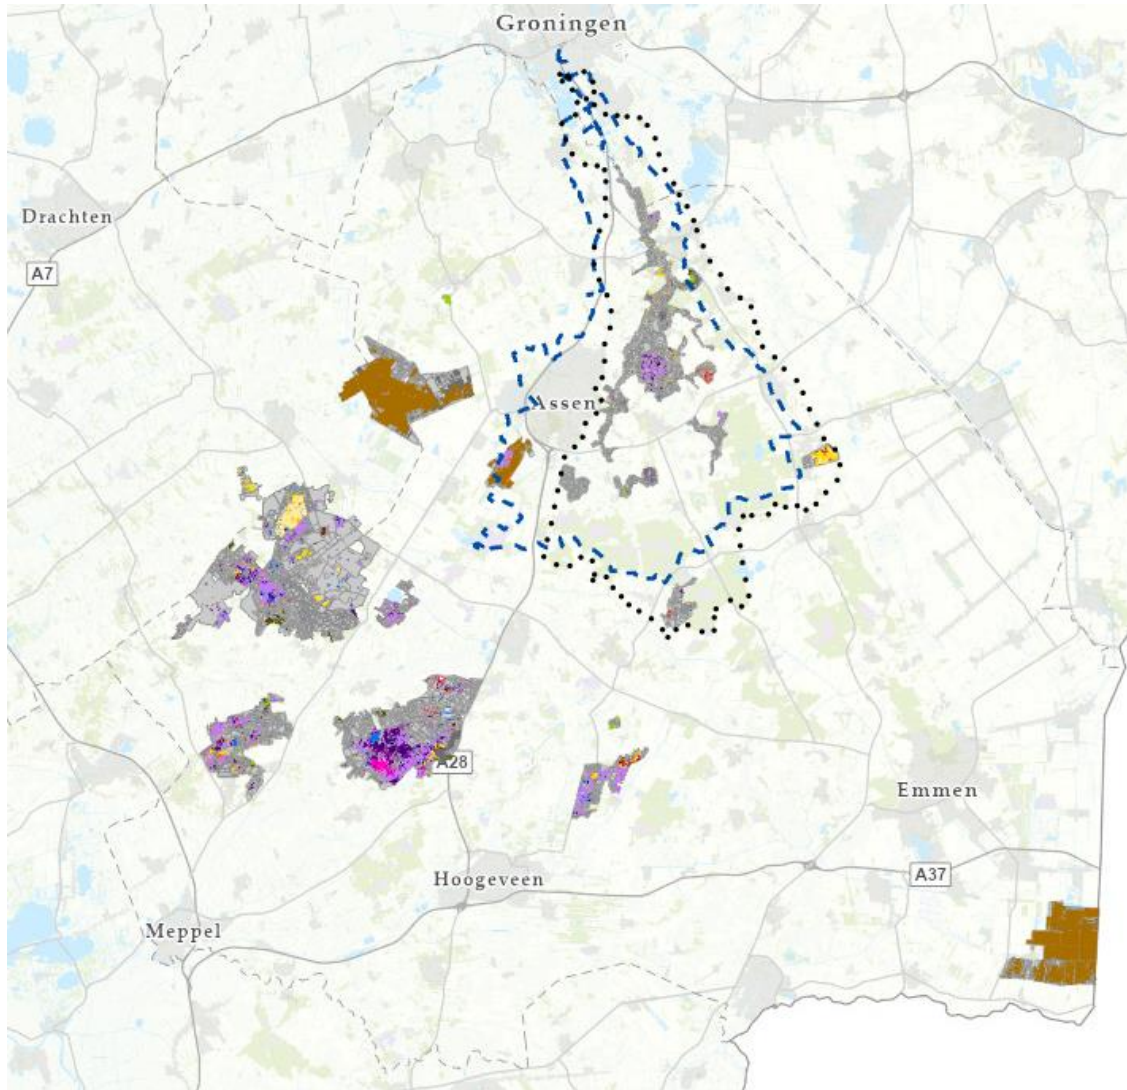 Groningen
Drachten
A7
Assen
A28
Emmen
Hoogeveen
A37
Meppel